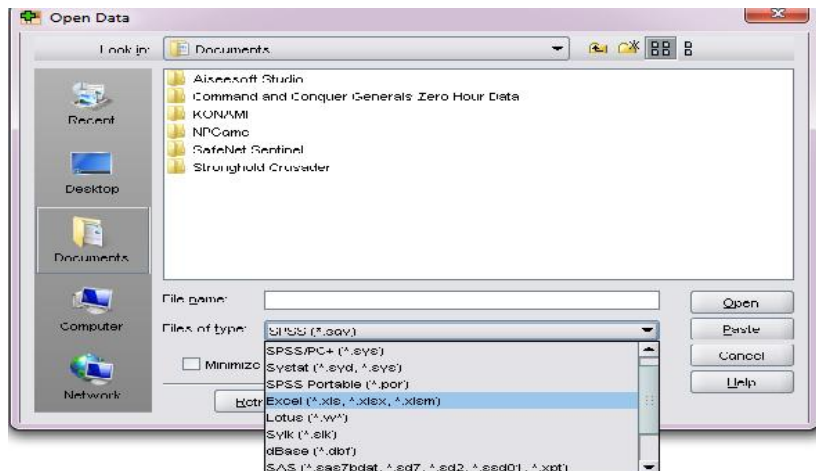 Open Data
Look in: Documents
Aiseesoft Studio
Command and Conquer Generals Zero Hour Data
KONAMI
NPGame
SafeNet Sentinel
Stronghold Crusader
Recent
Desktop
Documents
Computer
Network
File name:
Open
Files of type: SPSS (*.sav)
Paste
Minimize
Cancel
Help
Retr
SPSS/PC+ (*.sys)
Systat (*.syd, *.sys)
SPSS Portable (*.por)
Excel (*.xls, *.xlsx, *.xlsm)
Lotus (*.w*)
Sylk (*.slk)
dBase (*.dbf)
SAS (*.sas7bdat, *.sd7, *.sd2, *.ssd01, *.xpt)